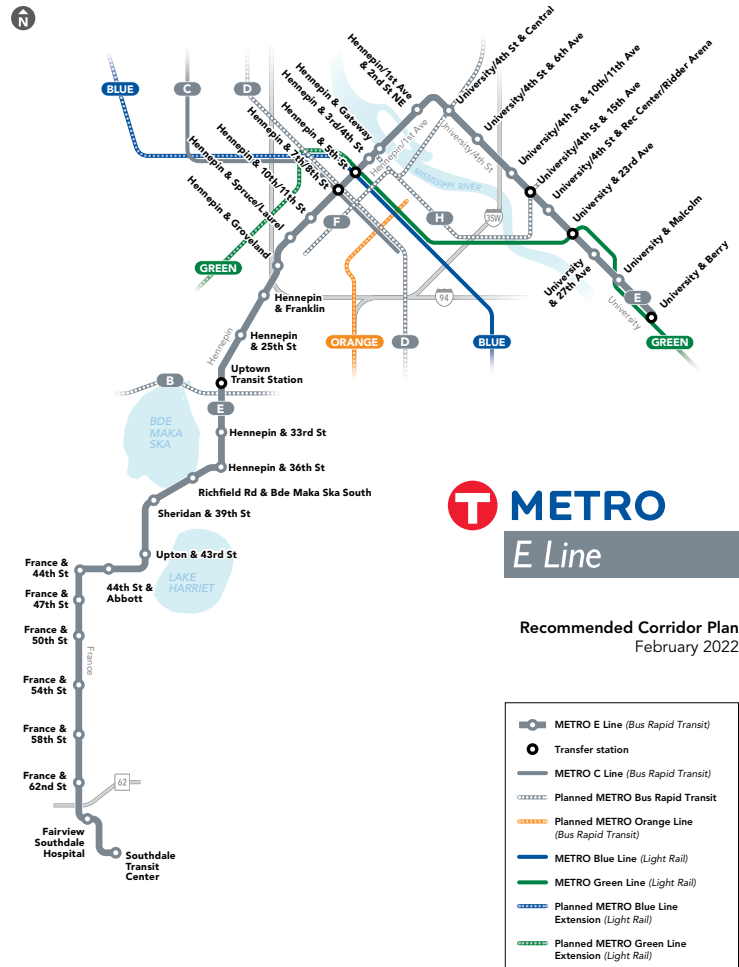 N
BLUE
C
D
Hennepin/1st Ave
& 2nd St NE
University/4th St & Central
University/4th St & 6th Ave
University/4th St & 10th/11th Ave
University/4th St & 15th Ave
University/4th St & Rec Center/Ridder Arena
Hennepin & Gateway
Hennepin & 3rd/4th St
Hennepin & 5th St
Hennepin & 7th/8th St
Hennepin & 10th/11th St
Hennepin & Spruce/Laurel
Hennepin & Groveland
Hennepin/1st Ave
University/4th St
MISSISSIPPI RIVER
University & 23rd Ave
University
& 27th Ave
University & Malcolm
University & Berry
University
F
H
35W
94
E
GREEN
GREEN
Hennepin
& Franklin
Hennepin
Hennepin
& 25th St
ORANGE
D
BLUE
Uptown
Transit Station
B
E
BDE
MAKA
SKA
Hennepin & 33rd St
Hennepin & 36th St
Richfield Rd & Bde Maka Ska South
Sheridan & 39th St
Upton & 43rd St
LAKE
HARRIET
44th St &
Abbott
France &
44th St
France &
47th St
France &
50th St
France
France &
54th St
France &
58th St
France &
62nd St
62
Fairview
Southdale
Hospital
Southdale
Transit
Center
T METRO
E Line
Recommended Corridor Plan
February 2022
METRO E Line (Bus Rapid Transit)
Transfer station
METRO C Line (Bus Rapid Transit)
Planned METRO Bus Rapid Transit
Planned METRO Orange Line
(Bus Rapid Transit)
METRO Blue Line (Light Rail)
METRO Green Line (Light Rail)
Planned METRO Blue Line
Extension (Light Rail)
Planned METRO Green Line
Extension (Light Rail)